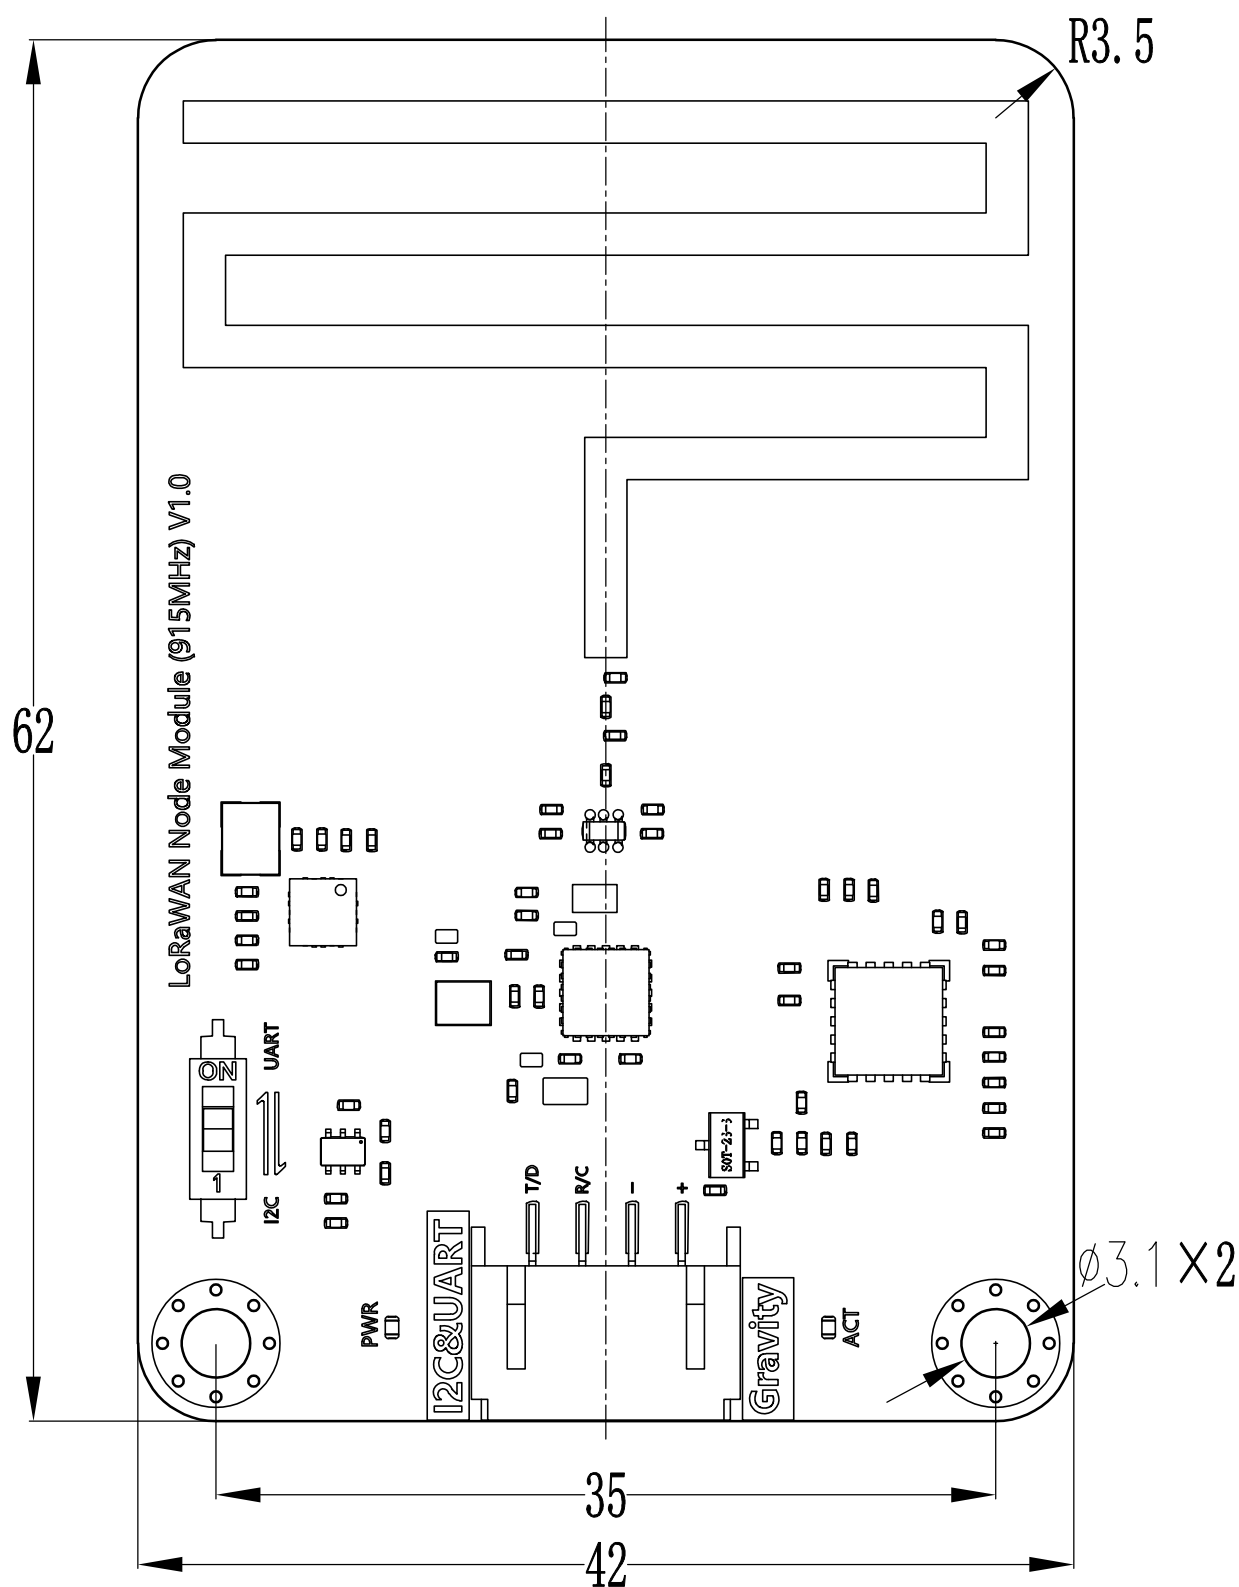 R3.5
62
LoRaWAN Node Module (915MHz) V1.0
UART
ON
1
I2C
SOT-23-3
T/D
R/C
-
+
I2C&UART
Gravity
PWR
ACT
ø3.1 ×2
35
42